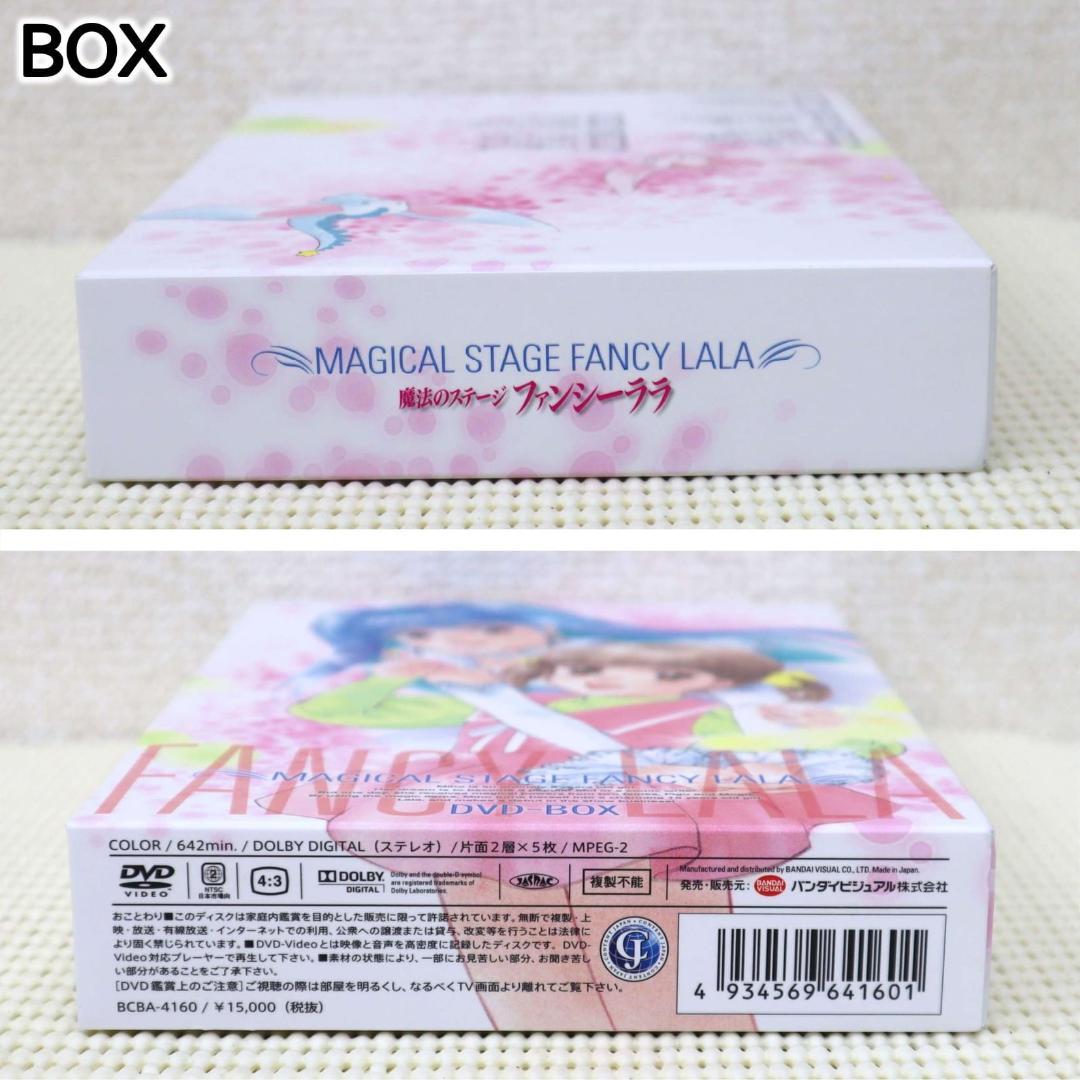 BOX
MAGICAL STAGE FANCY LALA
魔法のステージ ファンシーララ
FANCY LALA
MAGICAL STAGE FANCY LALA
DVD-BOX
COLOR / 642min. / DOLBY DIGITAL（ステレオ）/片面2層×5枚 / MPEG-2
DVD
VIDEO
2
NTSC
日本市場向
4:3
DOLBY
DIGITAL
Dolby and the double-D symbol
are registered trademarks of
Dolby Laboratories.
JASRAC
複製不能
Manufactured and distributed by BANDAI VISUAL CO., LTD. Made in Japan.
発売・販売元: BANDAI VISUAL バンダイビジュアル株式会社
おことわり■このディスクは家庭内鑑賞を目的とした販売に限って許諾されています。無断で複製・上
映・放送・有線放送・インターネットでの利用、公衆への譲渡または貸与、改変等を行うことは法律に
より固く禁じられています。■DVD-Videoとは映像と音声を高密度に記録したディスクです。DVD-
Video対応プレーヤーで再生して下さい。■素材の状態により、一部にお見苦しい部分、お聞き苦し
い部分があることをご了承下さい。
[DVD鑑賞上のご注意]ご視聴の際は部屋を明るくし、なるべくTV画面より離れてご覧下さい。
BCBA-4160 / ¥15,000（税抜）
CONTENT JAPAN・CONTENT JAPAN
CJ
4 934569 641601